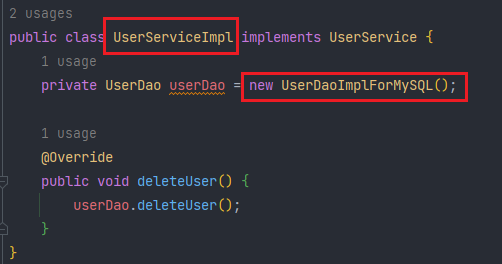 2 usages
public class UserServiceImpl implements UserService {
1 usage
private UserDao userDao = new UserDaoImplForMySQL();
1 usage
@Override
public void deleteUser() {
userDao.deleteUser();
}
}